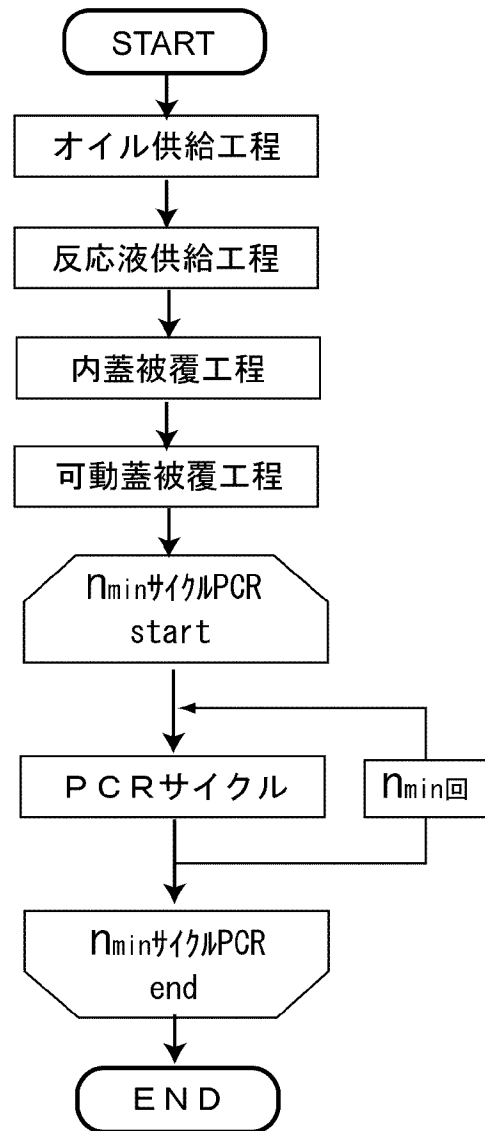 START
オイル供給工程
反応液供給工程
内蓋被覆工程
可動蓋被覆工程
nminサイクルPCR
start
PCRサイクル
nmin回
nminサイクルPCR
end
END